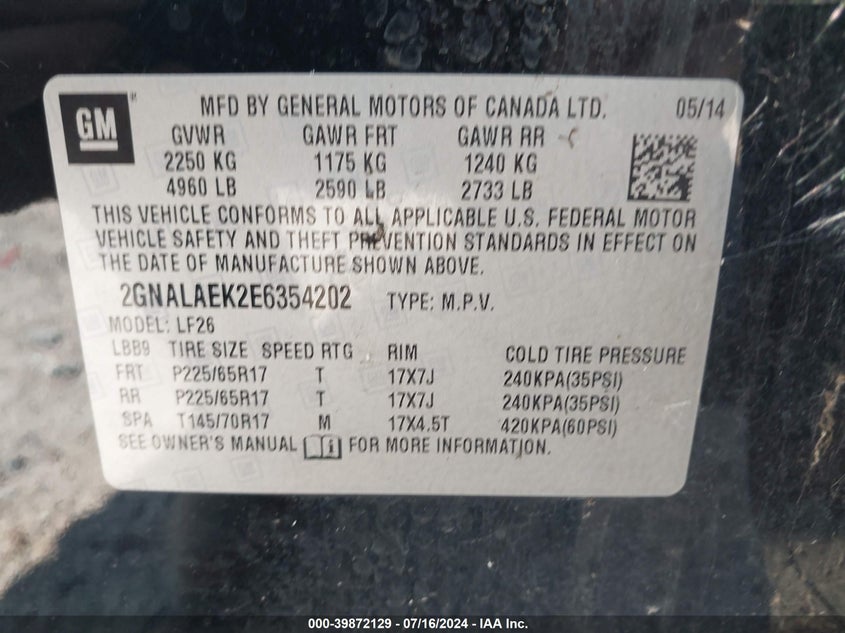 GM
MFD BY GENERAL MOTORS OF CANADA LTD. 05/14
GVWR GAWR FRT GAWR RR
2250 KG 1175 KG 1240 KG
4960 LB 2590 LB 2733 LB
THIS VEHICLE CONFORMS TO ALL APPLICABLE U.S. FEDERAL MOTOR
VEHICLE SAFETY AND THEFT PREVENTION STANDARDS IN EFFECT ON
THE DATE OF MANUFACTURE SHOWN ABOVE.
2GNALAEK2E6354202 TYPE: M.P.V.
MODEL: LF26
LBB9 TIRE SIZE SPEED RTG RIM COLD TIRE PRESSURE
FRT P225/65R17 T 17X7J 240KPA(35PSI)
RR P225/65R17 T 17X7J 240KPA(35PSI)
SPA T145/70R17 M 17X4.5T 420KPA(60PSI)
SEE OWNER'S MANUAL i FOR MORE INFORMATION.
000-39872129 - 07/16/2024 - IAA Inc.